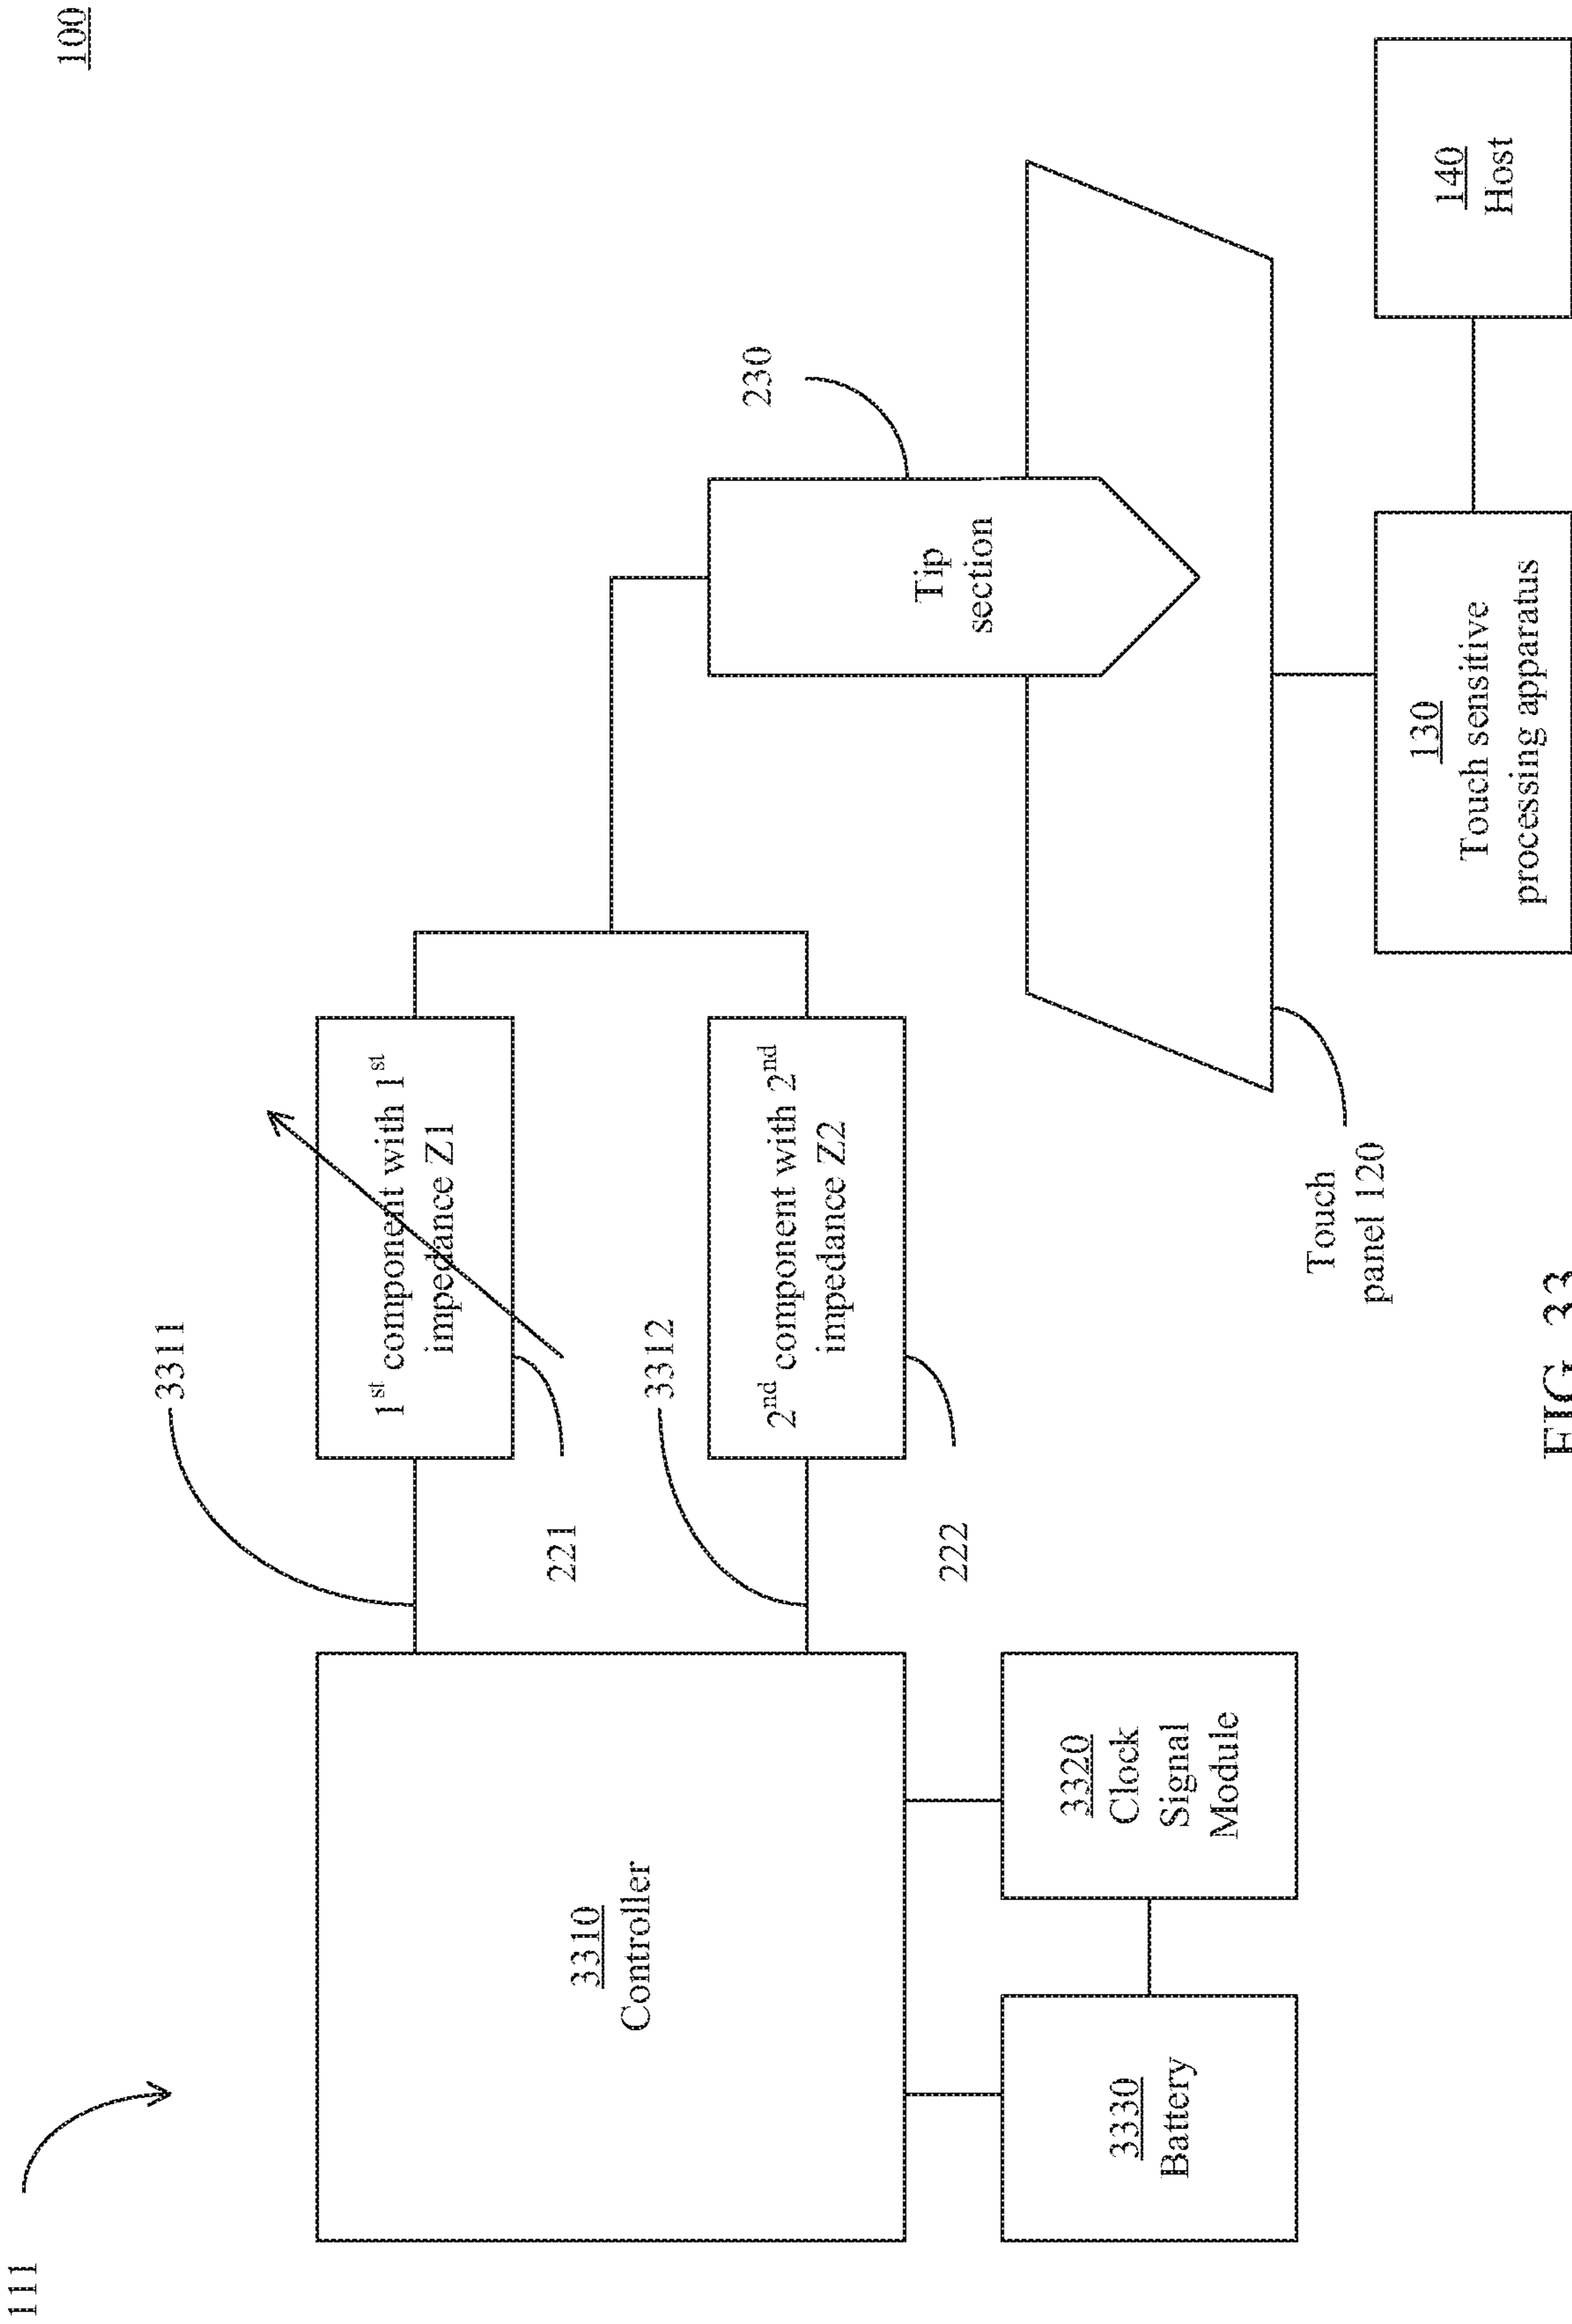 100
111
3311
1st component with 1st
impedance Z1
221
3312
2nd component with 2nd
impedance Z2
222
3310
Controller
3330
Battery
3320
Clock
Signal
Module
230
Tip
section
Touch
panel 120
130
Touch sensitive
processing apparatus
140
Host
FIG. 33